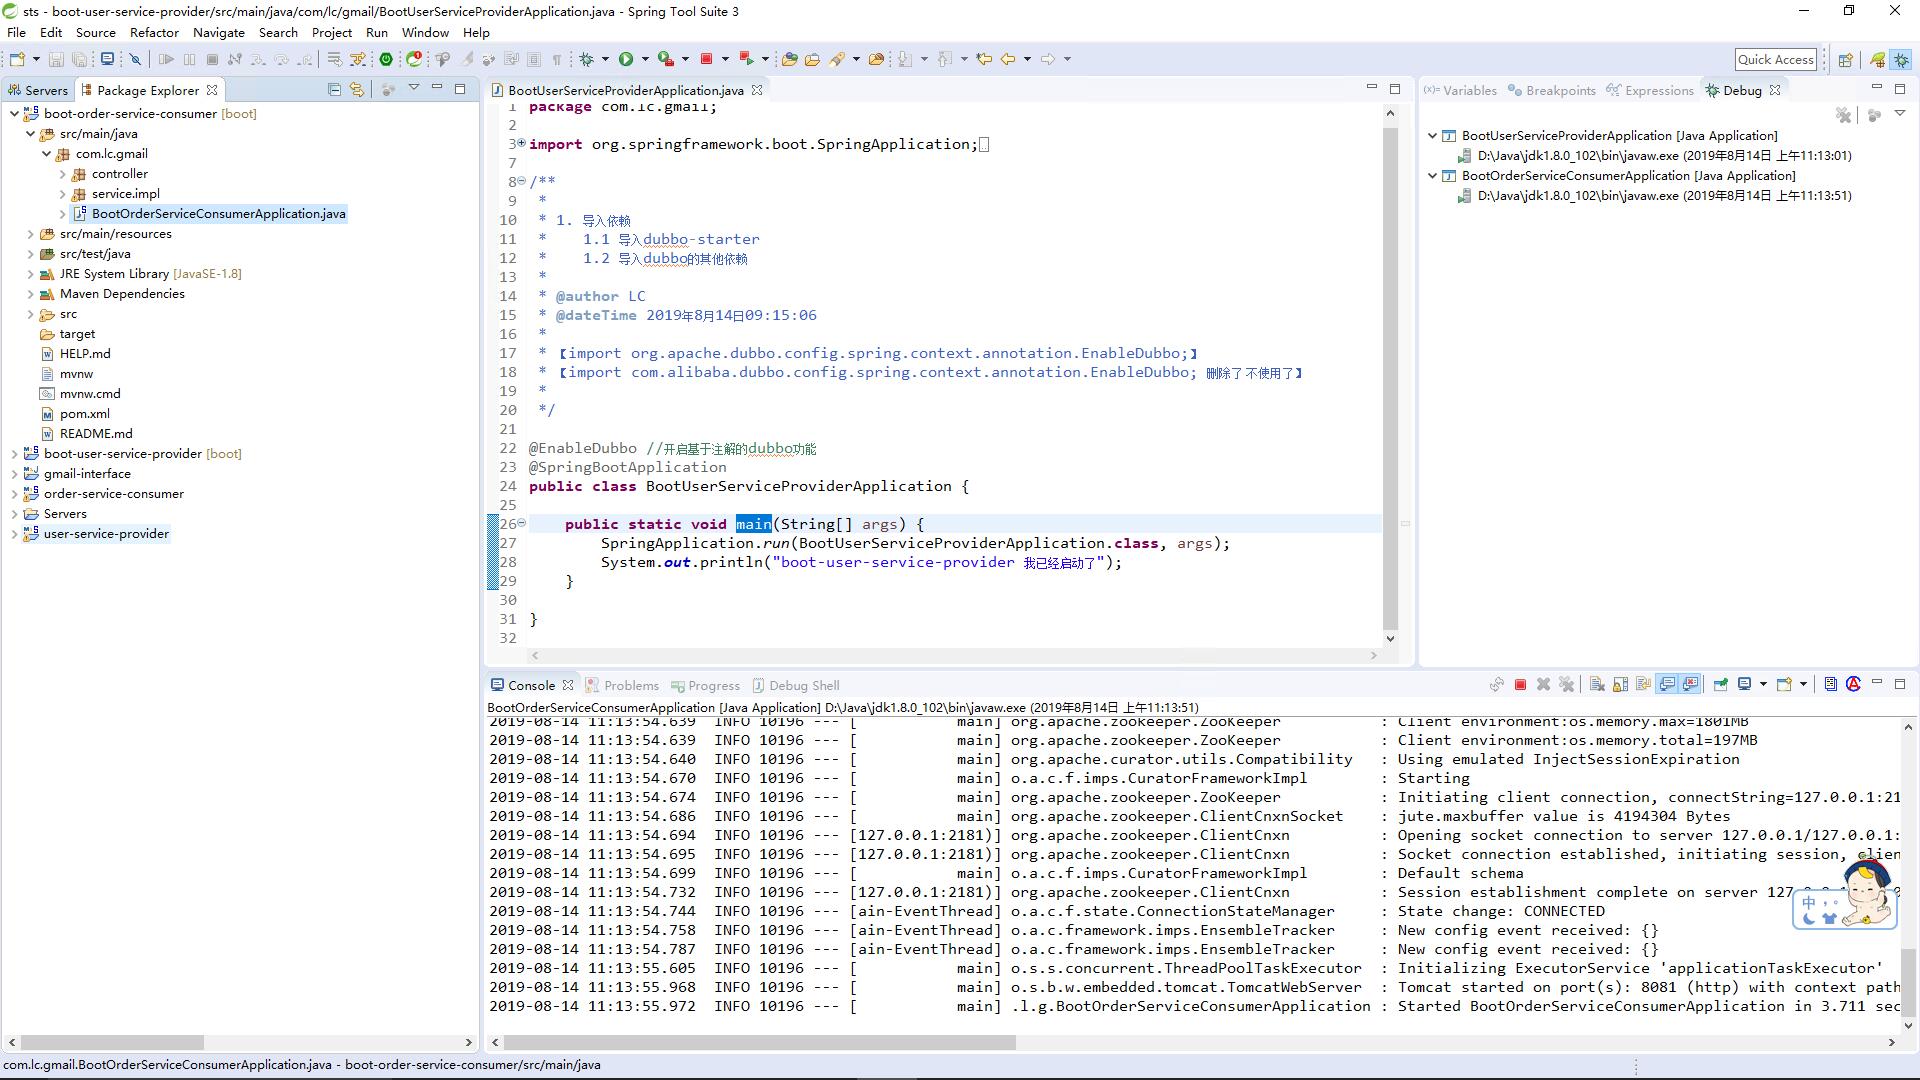 sts - boot-user-service-provider/src/main/java/com/lc/gmail/BootUserServiceProviderApplication.java - Spring Tool Suite 3
File Edit Source Refactor Navigate Search Project Run Window Help
Quick Access
Servers Package Explorer
boot-order-service-consumer [boot]
src/main/java
com.lc.gmail
controller
service.impl
BootOrderServiceConsumerApplication.java
src/main/resources
src/test/java
JRE System Library [JavaSE-1.8]
Maven Dependencies
src
target
HELP.md
mvnw
mvnw.cmd
pom.xml
README.md
boot-user-service-provider [boot]
gmail-interface
order-service-consumer
Servers
user-service-provider
BootUserServiceProviderApplication.java
1 package com.lc.gmail;
2
3 import org.springframework.boot.SpringApplication;
7
8 /**
9  *
10  * 1. 导入依赖
11  *    1.1 导入dubbo-starter
12  *    1.2 导入dubbo的其他依赖
13  *
14  * @author LC
15  * @dateTime 2019年8月14日09:15:06
16  *
17  * 【import org.apache.dubbo.config.spring.context.annotation.EnableDubbo;】
18  * 【import com.alibaba.dubbo.config.spring.context.annotation.EnableDubbo; 删除了 不使用了】
19  *
20  */
21
22 @EnableDubbo //开启基于注解的dubbo功能
23 @SpringBootApplication
24 public class BootUserServiceProviderApplication {
25
26     public static void main(String[] args) {
27         SpringApplication.run(BootUserServiceProviderApplication.class, args);
28         System.out.println("boot-user-service-provider 我已经启动了");
29     }
30
31 }
32
(x)= Variables Breakpoints Expressions Debug
BootUserServiceProviderApplication [Java Application]
D:\Java\jdk1.8.0_102\bin\javaw.exe (2019年8月14日 上午11:13:01)
BootOrderServiceConsumerApplication [Java Application]
D:\Java\jdk1.8.0_102\bin\javaw.exe (2019年8月14日 上午11:13:51)
Console Problems Progress Debug Shell
BootOrderServiceConsumerApplication [Java Application] D:\Java\jdk1.8.0_102\bin\javaw.exe (2019年8月14日 上午11:13:51)
2019-08-14 11:13:54.639  INFO 10196 --- [           main] org.apache.zookeeper.ZooKeeper           : Client environment:os.memory.max=1801MB
2019-08-14 11:13:54.639  INFO 10196 --- [           main] org.apache.zookeeper.ZooKeeper           : Client environment:os.memory.total=197MB
2019-08-14 11:13:54.640  INFO 10196 --- [           main] org.apache.curator.utils.Compatibility   : Using emulated InjectSessionExpiration
2019-08-14 11:13:54.670  INFO 10196 --- [           main] o.a.c.f.imps.CuratorFrameworkImpl        : Starting
2019-08-14 11:13:54.674  INFO 10196 --- [           main] org.apache.zookeeper.ZooKeeper           : Initiating client connection, connectString=127.0.0.1:21
2019-08-14 11:13:54.686  INFO 10196 --- [           main] org.apache.zookeeper.ClientCnxnSocket    : jute.maxbuffer value is 4194304 Bytes
2019-08-14 11:13:54.694  INFO 10196 --- [127.0.0.1:2181)] org.apache.zookeeper.ClientCnxn          : Opening socket connection to server 127.0.0.1/127.0.0.1:
2019-08-14 11:13:54.695  INFO 10196 --- [127.0.0.1:2181)] org.apache.zookeeper.ClientCnxn          : Socket connection established, initiating session, clien
2019-08-14 11:13:54.699  INFO 10196 --- [           main] o.a.c.f.imps.CuratorFrameworkImpl        : Default schema
2019-08-14 11:13:54.732  INFO 10196 --- [127.0.0.1:2181)] org.apache.zookeeper.ClientCnxn          : Session establishment complete on server
2019-08-14 11:13:54.744  INFO 10196 --- [ain-EventThread] o.a.c.f.state.ConnectionStateManager     : State change: CONNECTED
2019-08-14 11:13:54.758  INFO 10196 --- [ain-EventThread] o.a.c.framework.imps.EnsembleTracker     : New config event received: {}
2019-08-14 11:13:54.787  INFO 10196 --- [ain-EventThread] o.a.c.framework.imps.EnsembleTracker     : New config event received: {}
2019-08-14 11:13:55.605  INFO 10196 --- [           main] o.s.s.concurrent.ThreadPoolTaskExecutor  : Initializing ExecutorService 'applicationTaskExecutor'
2019-08-14 11:13:55.968  INFO 10196 --- [           main] o.s.b.w.embedded.tomcat.TomcatWebServer  : Tomcat started on port(s): 8081 (http) with context path
2019-08-14 11:13:55.972  INFO 10196 --- [           main] .l.g.BootOrderServiceConsumerApplication : Started BootOrderServiceConsumerApplication in 3.711 sec
中
com.lc.gmail.BootOrderServiceConsumerApplication.java - boot-order-service-consumer/src/main/java